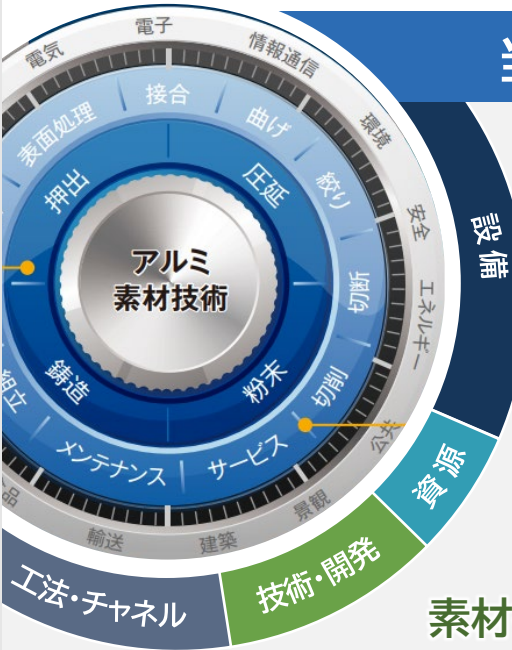 電子
電気
情報通信
環境
安全
エネルギー
公共
景観
建築
輸送
表面処理
接合
曲げ
絞り
切断
切削
サービス
メンテナンス
組立
押出
圧延
鋳造
粉末
アルミ
素材技術
設備
資源
技術・開発
工法・チャネル
素材